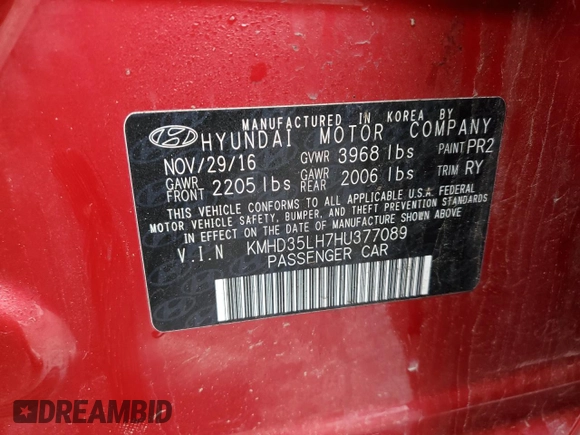 MANUFACTURED IN KOREA BY
HYUNDAI MOTOR COMPANY
NOV/29/16 GVWR 3968 lbs PAINT PR2
GAWR FRONT 2205 lbs GAWR REAR 2006 lbs TRIM RY
THIS VEHICLE CONFORMS TO ALL APPLICABLE U.S.A. FEDERAL
MOTOR VEHICLE SAFETY, BUMPER, AND THEFT PREVENTION STANDARDS
IN EFFECT ON THE DATE OF MANUFACTURE SHOWN ABOVE.
V.I.N KMHD35LH7HU377089
PASSENGER CAR
DREAMBID